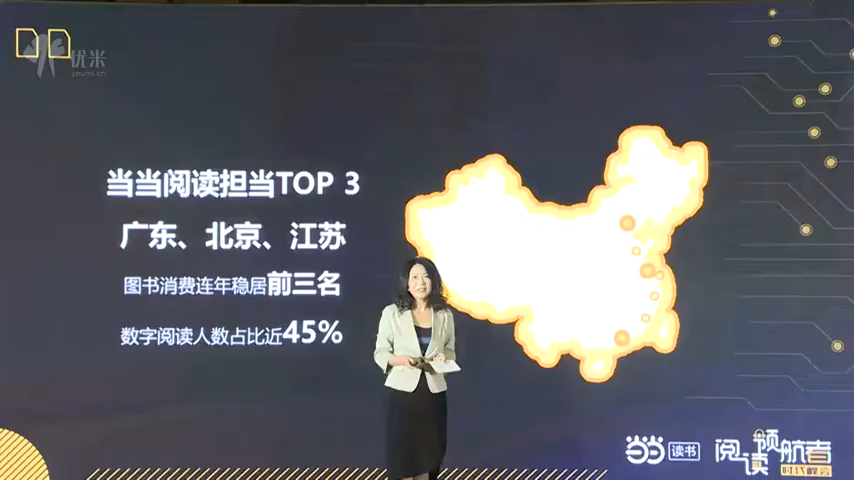 优米
youmi.cn
当当阅读担当TOP 3
广东、北京、江苏
图书消费连年稳居前三名
数字阅读人数占比近45%
当当 读书
阅读领航者
时代峰会